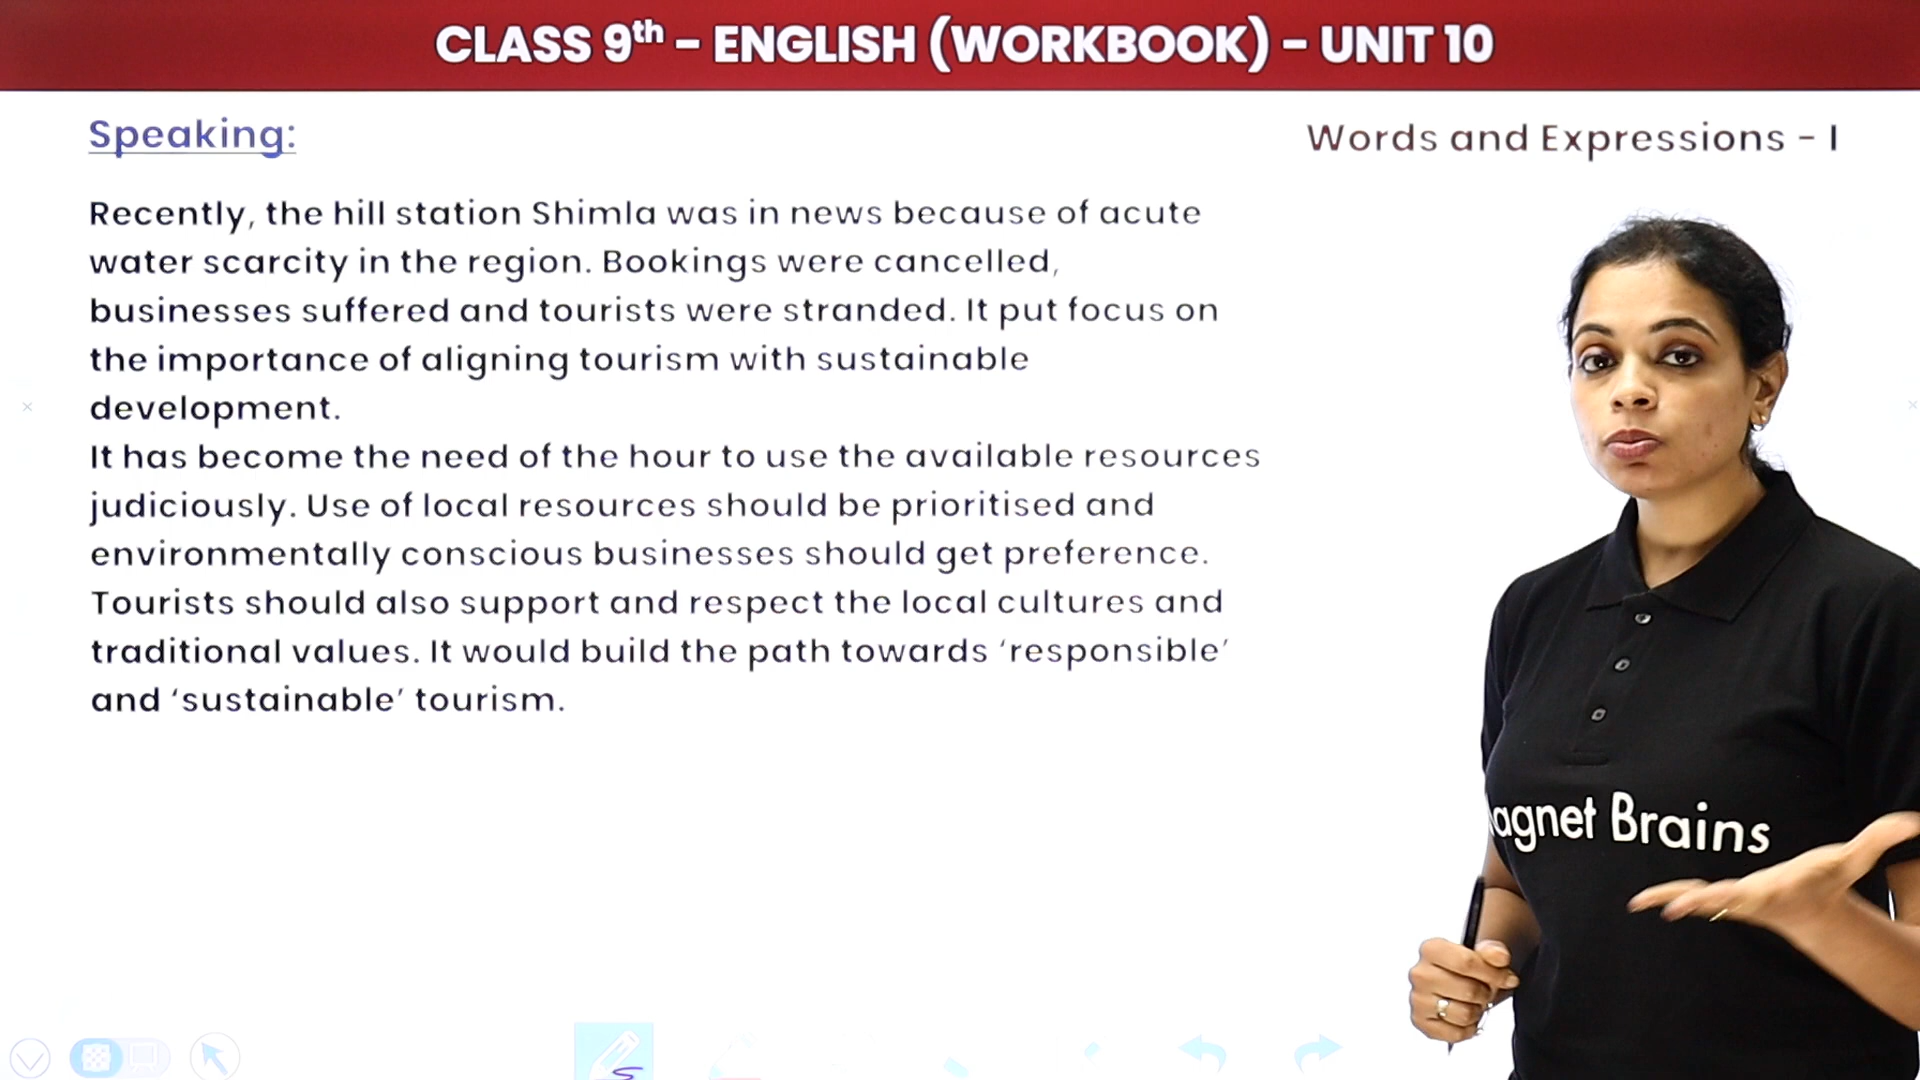 CLASS 9th - ENGLISH (WORKBOOK) - UNIT 10
Speaking:
Words and Expressions - I
Recently, the hill station Shimla was in news because of acute
water scarcity in the region. Bookings were cancelled,
businesses suffered and tourists were stranded. It put focus on
the importance of aligning tourism with sustainable
development.
It has become the need of the hour to use the available resources
judiciously. Use of local resources should be prioritised and
environmentally conscious businesses should get preference.
Tourists should also support and respect the local cultures and
traditional values. It would build the path towards ‘responsible’
and ‘sustainable’ tourism.
agnet Brains